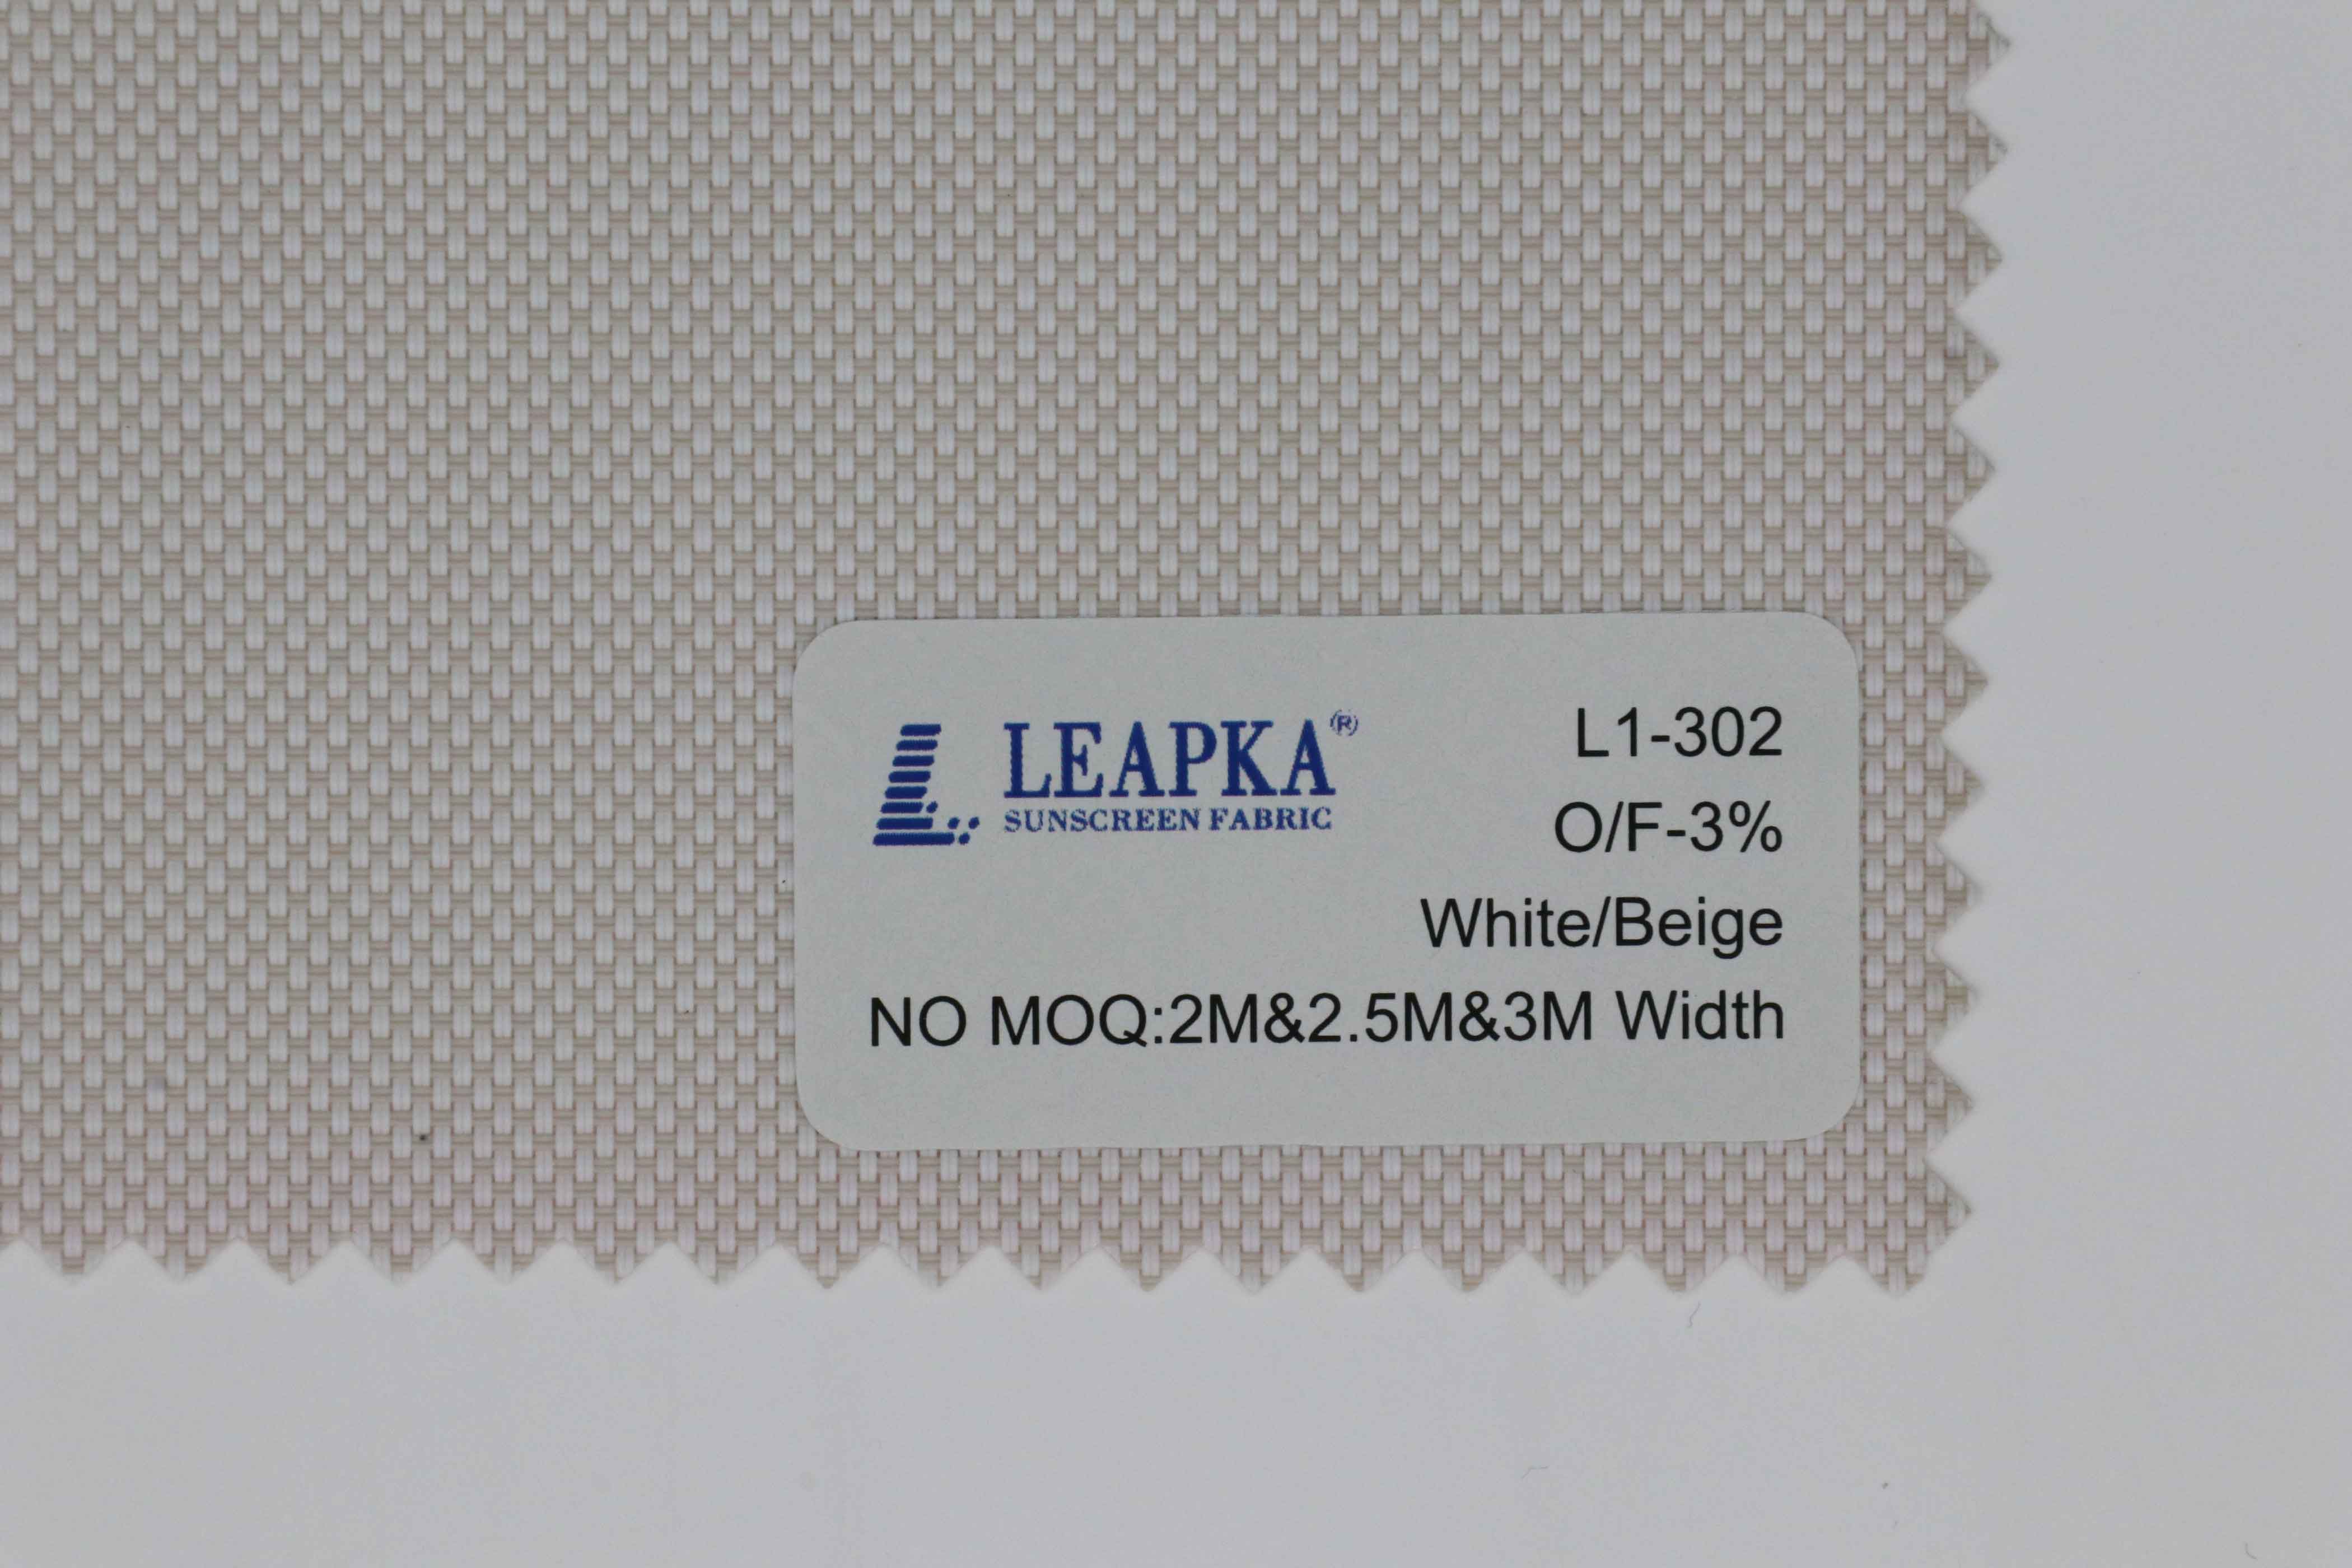 LEAPKA®
SUNSCREEN FABRIC
L1-302
O/F-3%
White/Beige
NO MOQ:2M&2.5M&3M Width